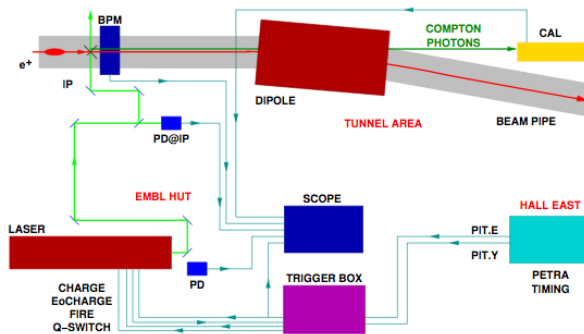 BPM
COMPTON
PHOTONS
CAL
e+
IP
DIPOLE
TUNNEL AREA
BEAM PIPE
PD@IP
EMBL HUT
SCOPE
HALL EAST
LASER
PIT.E
PIT.Y
PD
TRIGGER BOX
PETRA
TIMING
CHARGE
EoCHARGE
FIRE
Q-SWITCH